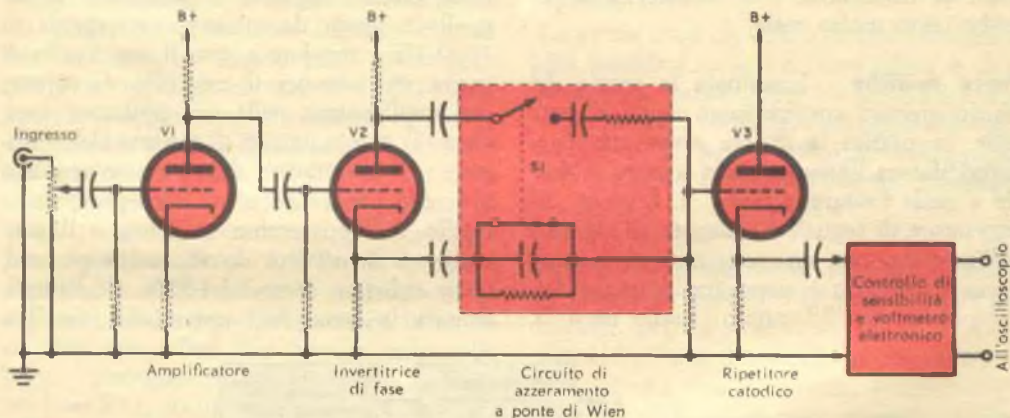 B+
B+
B+
Ingresso
V1
V2
S1
V3
Controllo di
sensibilità
e voltmetro
elettronico
All'oscilloscopio
Amplificatore
Invertitrice
di fase
Circuito di
azzeramento
a ponte di Wien
Ripetitore
catodico